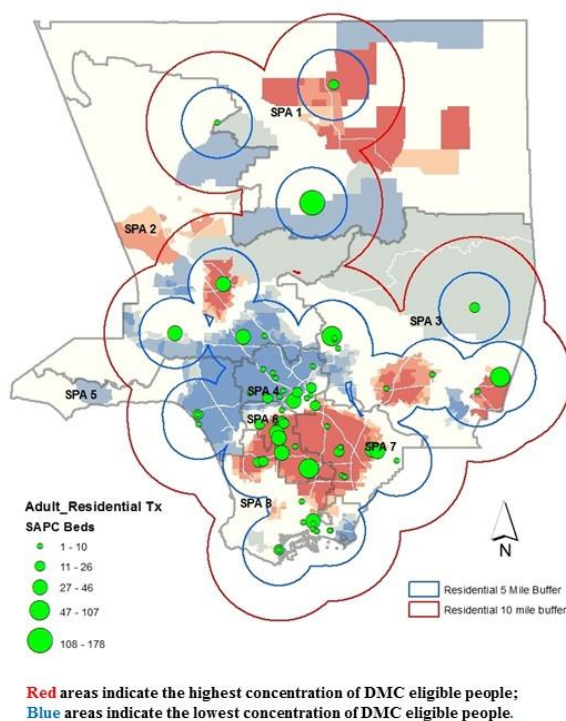 SPA 1
SPA 2
SPA 3
SPA 5
SPA 4
SPA 6
SPA 7
SPA 8
Adult_Residential Tx
SAPC Beds
1 - 10
11 - 26
27 - 46
47 - 107
108 - 178
N
Residential 5 Mile Buffer
Residential 10 mile buffer
Red areas indicate the highest concentration of DMC eligible people;
Blue areas indicate the lowest concentration of DMC eligible people.